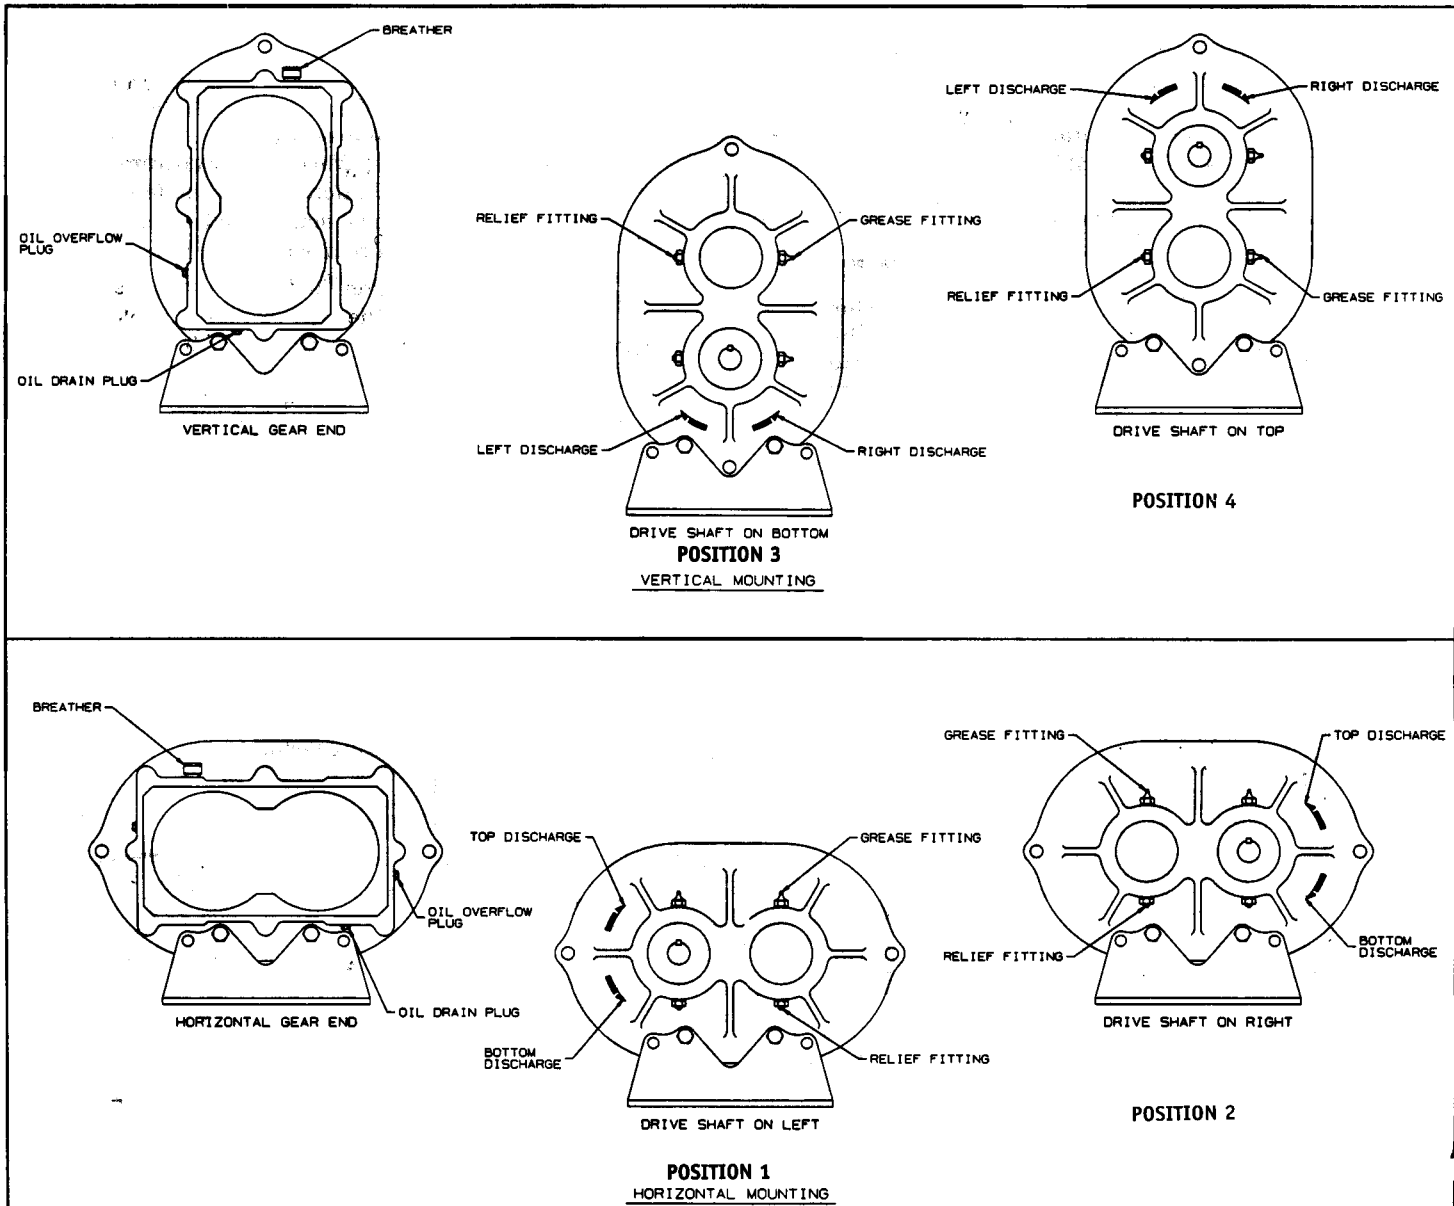 BREATHER
OIL OVERFLOW
PLUG
OIL DRAIN PLUG
VERTICAL GEAR END
RELIEF FITTING
GREASE FITTING
LEFT DISCHARGE
RIGHT DISCHARGE
DRIVE SHAFT ON BOTTOM
POSITION 3
VERTICAL MOUNTING
LEFT DISCHARGE
RIGHT DISCHARGE
RELIEF FITTING
GREASE FITTING
DRIVE SHAFT ON TOP
POSITION 4
BREATHER
OIL OVERFLOW
PLUG
OIL DRAIN PLUG
HORIZONTAL GEAR END
TOP DISCHARGE
GREASE FITTING
BOTTOM
DISCHARGE
RELIEF FITTING
DRIVE SHAFT ON LEFT
POSITION 1
HORIZONTAL MOUNTING
GREASE FITTING
TOP DISCHARGE
RELIEF FITTING
BOTTOM
DISCHARGE
DRIVE SHAFT ON RIGHT
POSITION 2